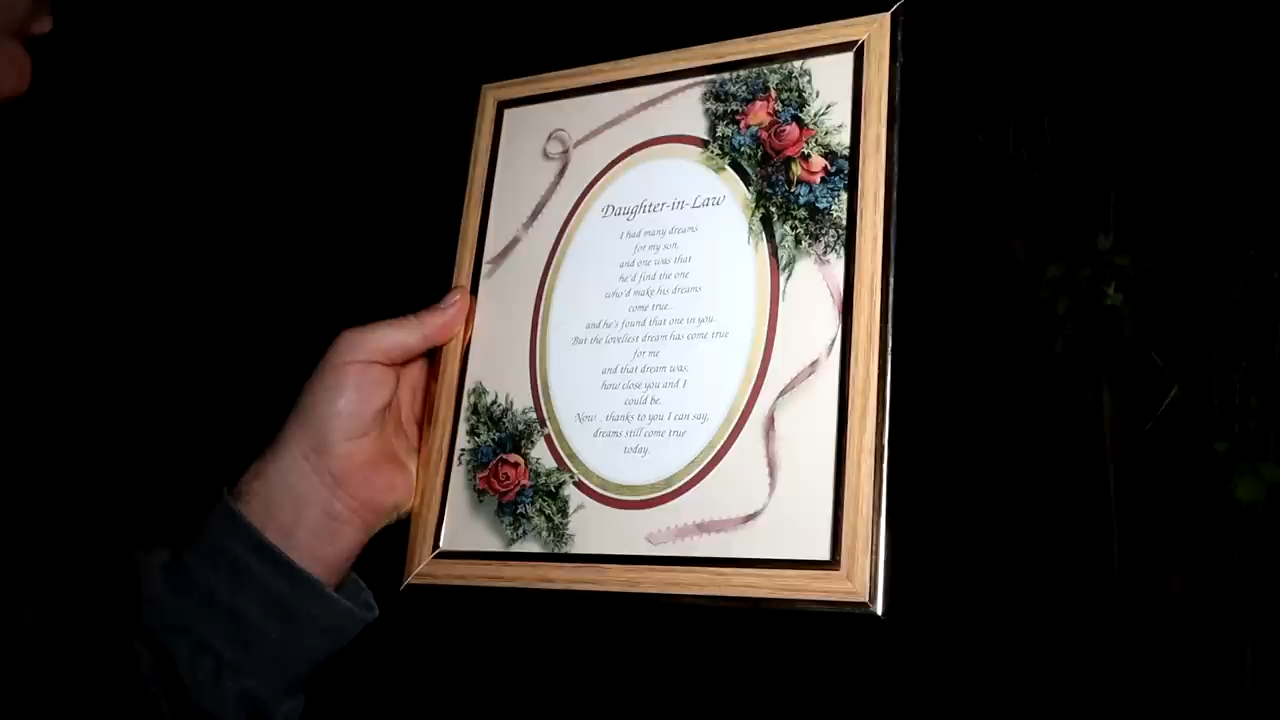 Daughter-in-Law
I had many dreams
for my son,
and one was that
he'd find the one
who'd make his dreams
come true...
and he's found that one in you.
But the loveliest dream has come true
for me
and that dream was,
how close you and I
could be.
Now... thanks to you I can say,
dreams still come true
today.